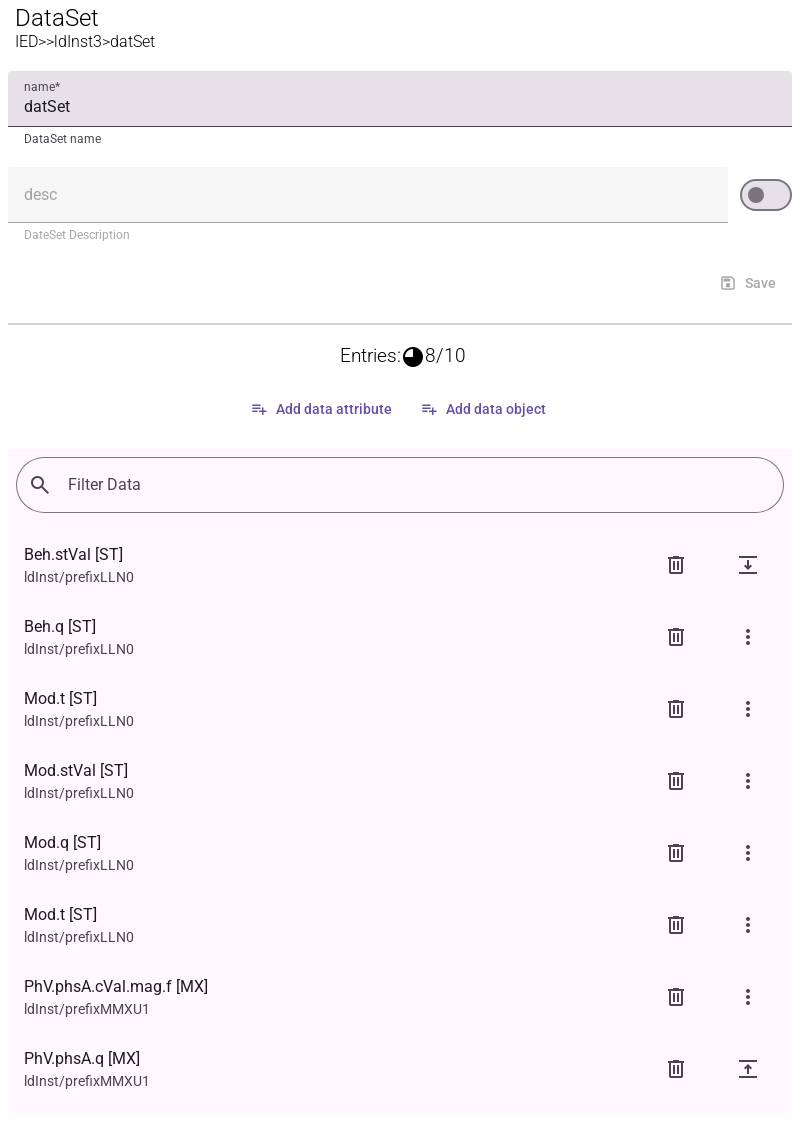 DataSet
IED>>ldInst3>datSet
name*
datSet
DataSet name
desc
DateSet Description
Save
Entries: 8/10
Add data attribute
Add data object
Filter Data
Beh.stVal [ST]
ldInst/prefixLLN0
Beh.q [ST]
ldInst/prefixLLN0
Mod.t [ST]
ldInst/prefixLLN0
Mod.stVal [ST]
ldInst/prefixLLN0
Mod.q [ST]
ldInst/prefixLLN0
Mod.t [ST]
ldInst/prefixLLN0
PhV.phsA.cVal.mag.f [MX]
ldInst/prefixMMXU1
PhV.phsA.q [MX]
ldInst/prefixMMXU1